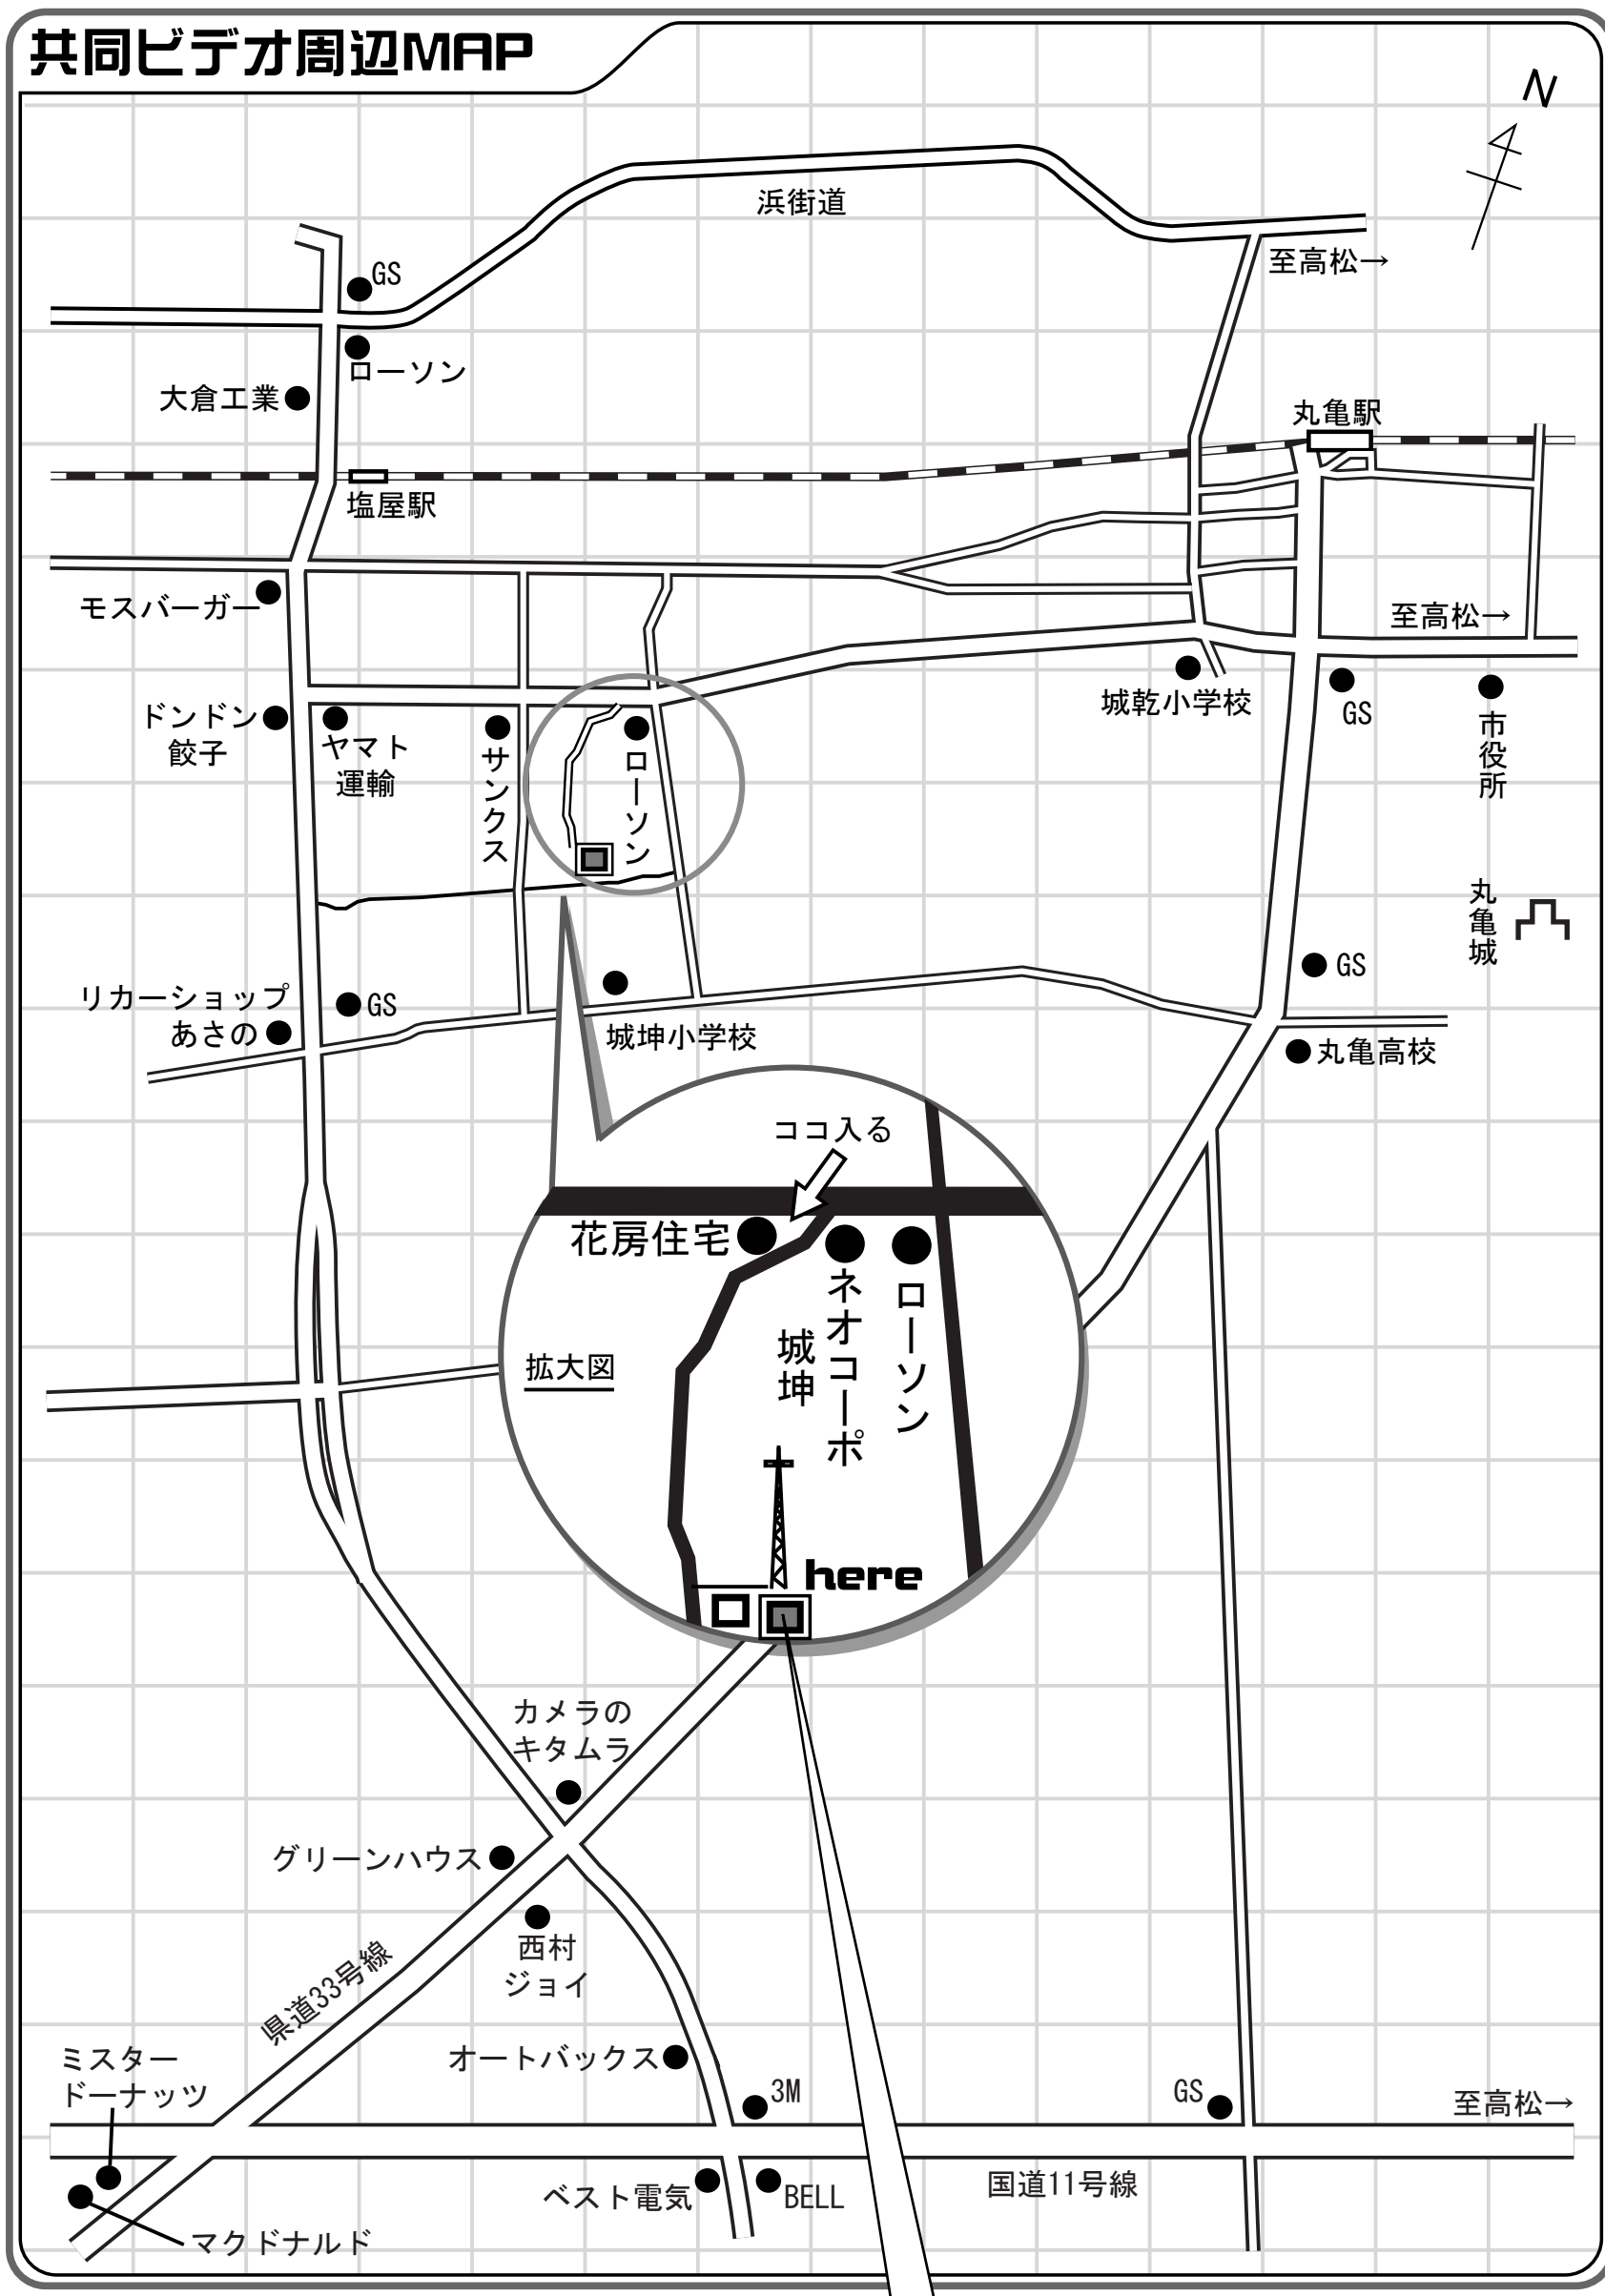 共同ビデオ周辺MAP
N
浜街道
至高松→
GS
ローソン
大倉工業
丸亀駅
塩屋駅
モスバーガー
至高松→
城乾小学校
GS
市役所
ドンドン
餃子
ヤマト
運輸
サンクス
ローソン
丸亀城
GS
リカーショップ
あさの
GS
城坤小学校
丸亀高校
ココ入る
花房住宅
城坤
ネオコーポ
ローソン
拡大図
here
カメラの
キタムラ
グリーンハウス
西村
ジョイ
県道33号線
ミスター
ドーナッツ
オートバックス
3M
GS
至高松→
国道11号線
ベスト電気
BELL
マクドナルド